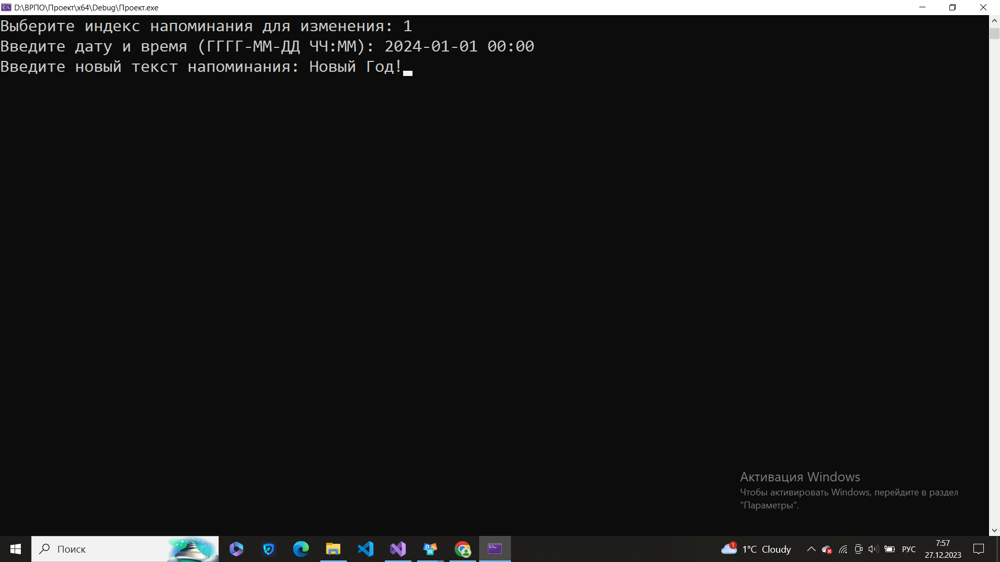 D:\ВРПО\Проект\x64\Debug\Проект.exe
Выберите индекс напоминания для изменения: 1
Введите дату и время (ГГГГ-ММ-ДД ЧЧ:ММ): 2024-01-01 00:00
Введите новый текст напоминания: Новый Год!
Активация Windows
Чтобы активировать Windows, перейдите в раздел
"Параметры".
Поиск
1
1°C Cloudy
РУС
7:57
27.12.2023